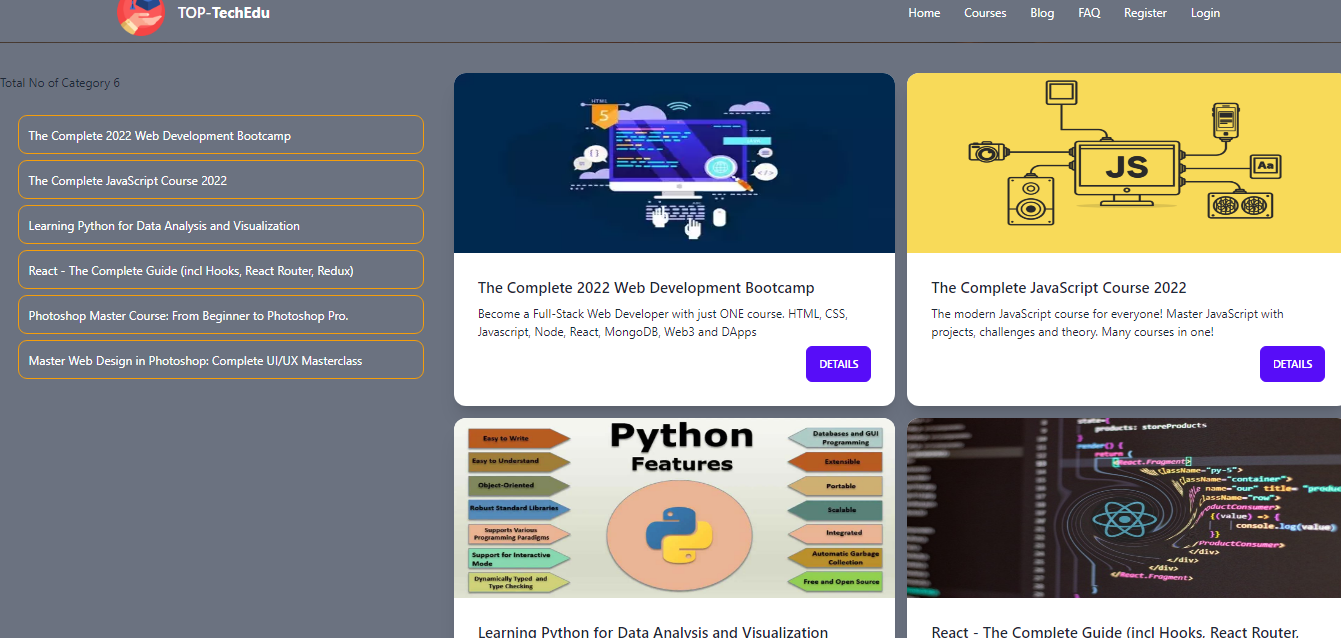 TOP-TechEdu
Home Courses Blog FAQ Register Login
Total No of Category 6
The Complete 2022 Web Development Bootcamp
The Complete JavaScript Course 2022
Learning Python for Data Analysis and Visualization
React - The Complete Guide (incl Hooks, React Router, Redux)
Photoshop Master Course: From Beginner to Photoshop Pro.
Master Web Design in Photoshop: Complete UI/UX Masterclass
HTML
5
The Complete 2022 Web Development Bootcamp
Become a Full-Stack Web Developer with just ONE course. HTML, CSS,
Javascript, Node, React, MongoDB, Web3 and DApps
DETAILS
JS
Aa
The Complete JavaScript Course 2022
The modern JavaScript course for everyone! Master JavaScript with
projects, challenges and theory. Many courses in one!
DETAILS
Python
Features
Easy to Write
Easy to Understand
Object-Oriented
Robust Standard Libraries
Supports Various
Programming Paradigms
Support for Interactive
Mode
Dynamically Typed and
Type Checking
Databases and GUI
Programming
Extensible
Portable
Scalable
Integrated
Automatic Garbage
Collection
Free and Open Source
Learning Python for Data Analysis and Visualization
state={
products: storeProducts
}
render() {
return (
<React.Fragment>
className="py-5">
className="container">
name="our" title= "produc
className="row">
oductConsumer>
{(value) => {
console.log(value)
}}
/ProductConsumer>
</div>
</div>
</div>
</React.Fragment>
React - The Complete Guide (incl Hooks, React Router,